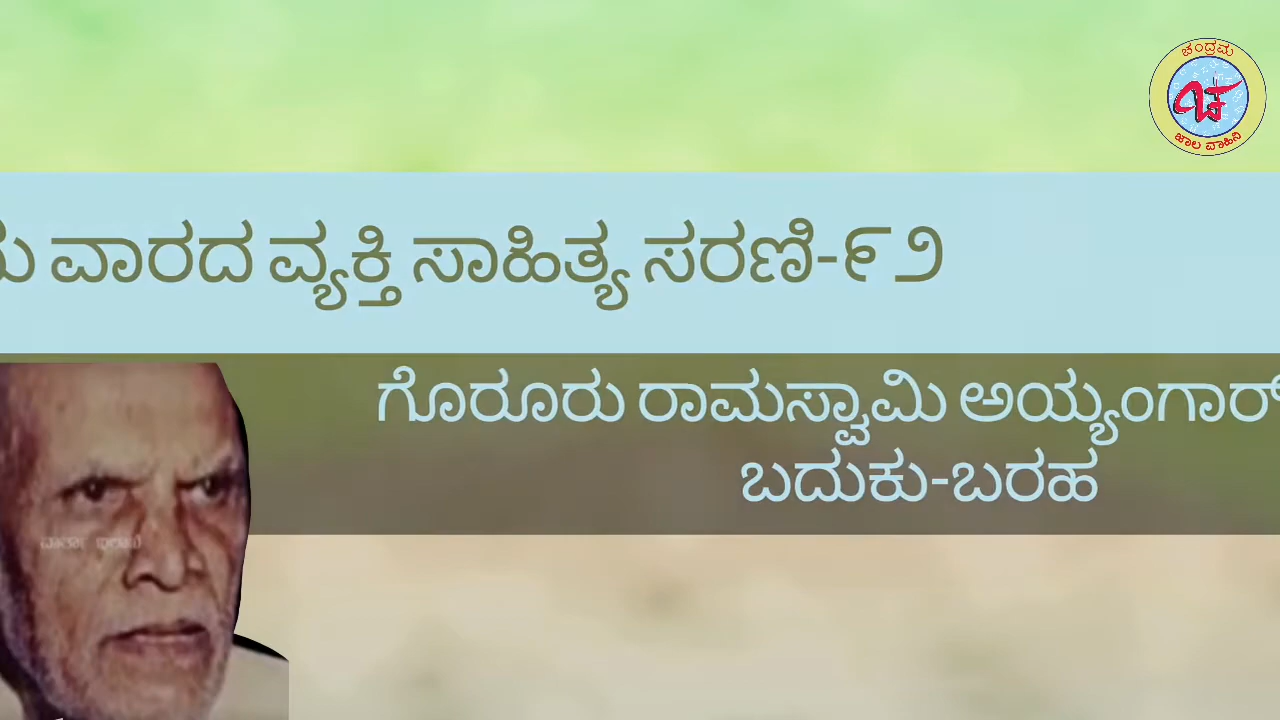 ಚಂದ್ರಮ
ಚ
ಜಾಲ ವಾಹಿನಿ
ವಾರದ ವ್ಯಕ್ತಿ ಸಾಹಿತ್ಯ ಸರಣಿ-೯೨
ಗೊರೂರು ರಾಮಸ್ವಾಮಿ ಅಯ್ಯಂಗಾರ್
ಬದುಕು-ಬರಹ